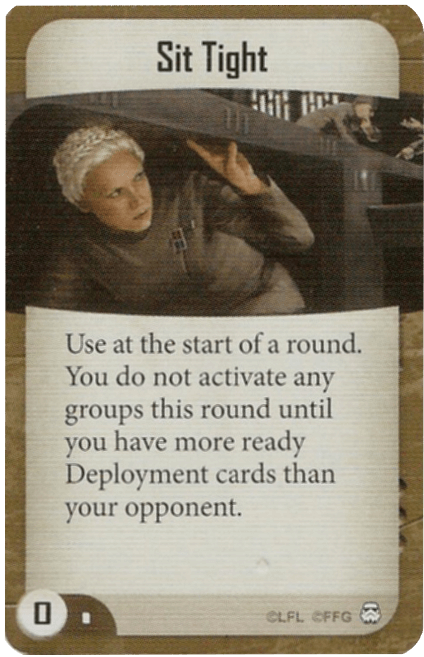 Sit Tight
Use at the start of a round.
You do not activate any
groups this round until
you have more ready
Deployment cards than
your opponent.
0
©LFL ©FFG